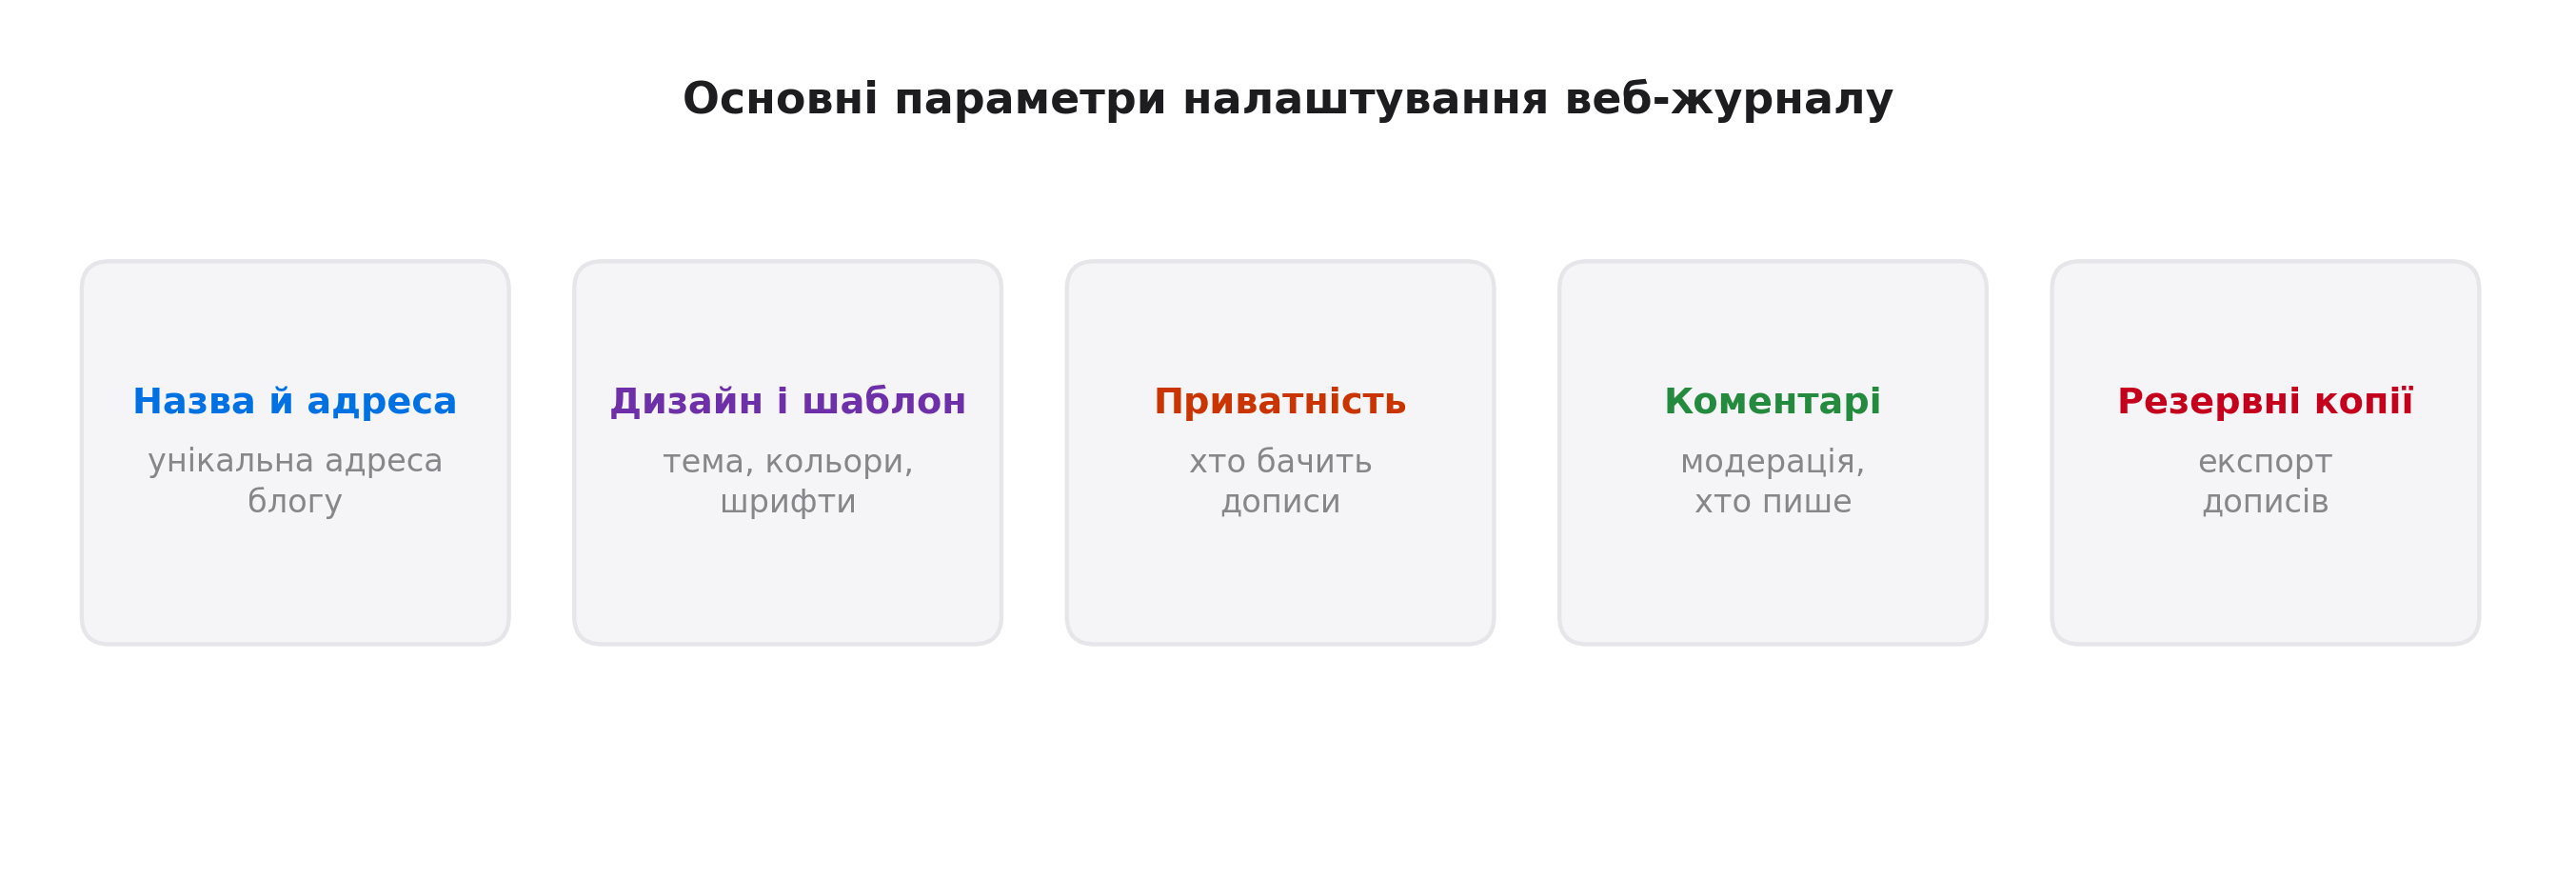 Основні параметри налаштування веб-журналу
Назва й адреса
унікальна адреса
блогу
Дизайн і шаблон
тема, кольори,
шрифти
Приватність
хто бачить
дописи
Коментарі
модерація,
хто пише
Резервні копії
експорт
дописів